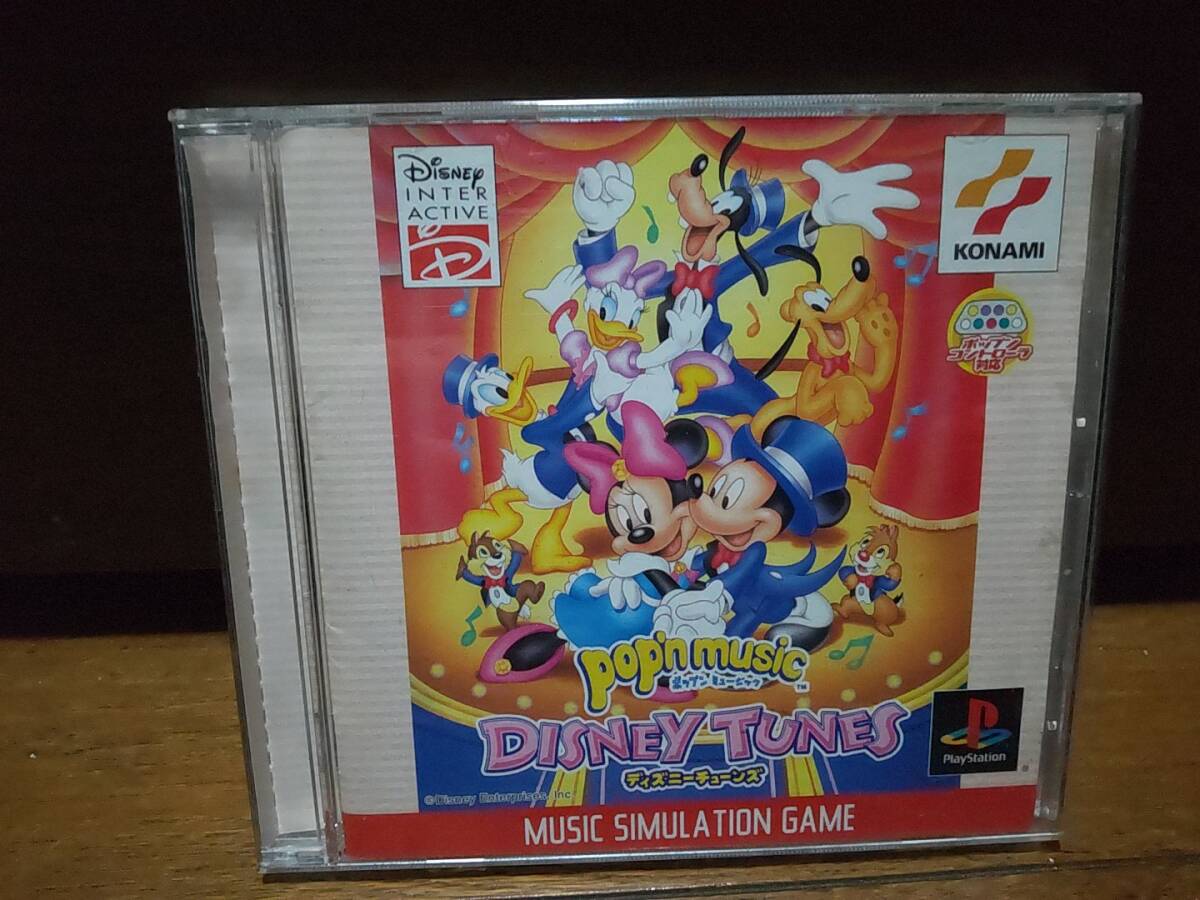 DISNEY
INTER
ACTIVE
KONAMI
ポップン
コントローラ
対応
pop'n music
ポップン ミュージック™
DISNEY TUNES
ディズニーチューンズ
PlayStation
©Disney Enterprises, Inc.
MUSIC SIMULATION GAME